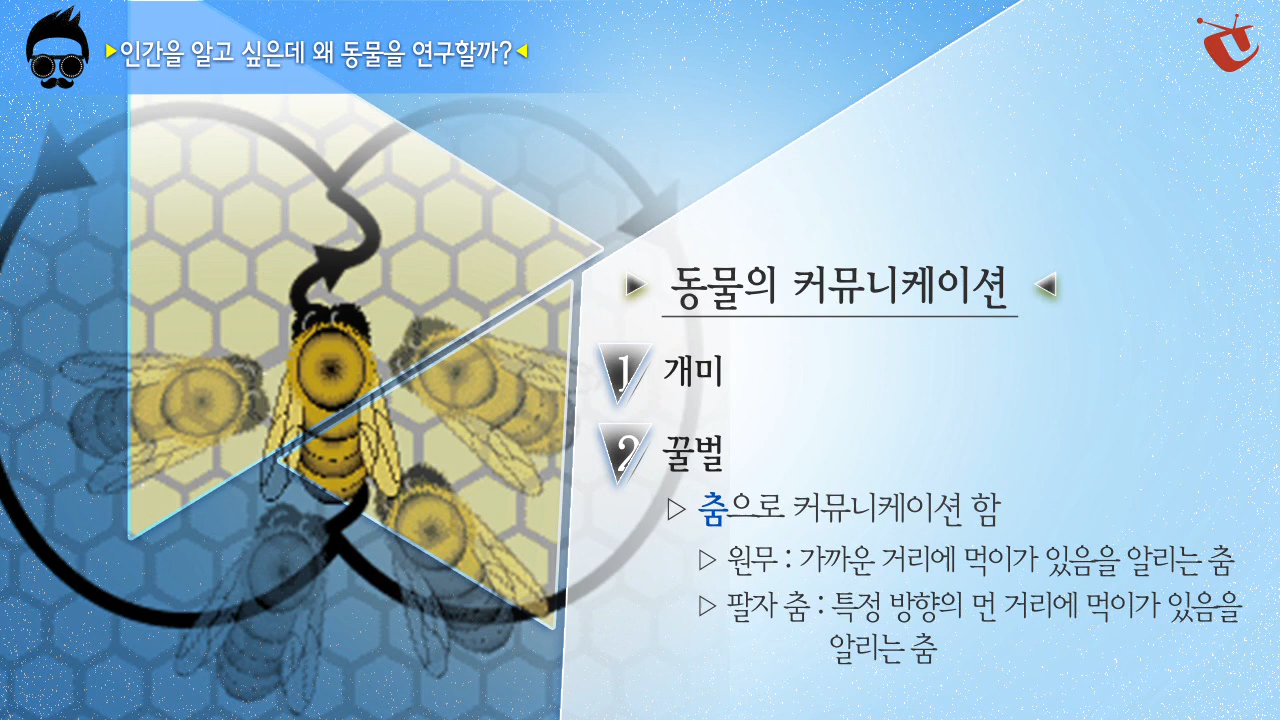 인간을 알고 싶은데 왜 동물을 연구할까?
동물의 커뮤니케이션
1 개미
2 꿀벌
춤으로 커뮤니케이션 함
원무 : 가까운 거리에 먹이가 있음을 알리는 춤
팔자 춤 : 특정 방향의 먼 거리에 먹이가 있음을
알리는 춤